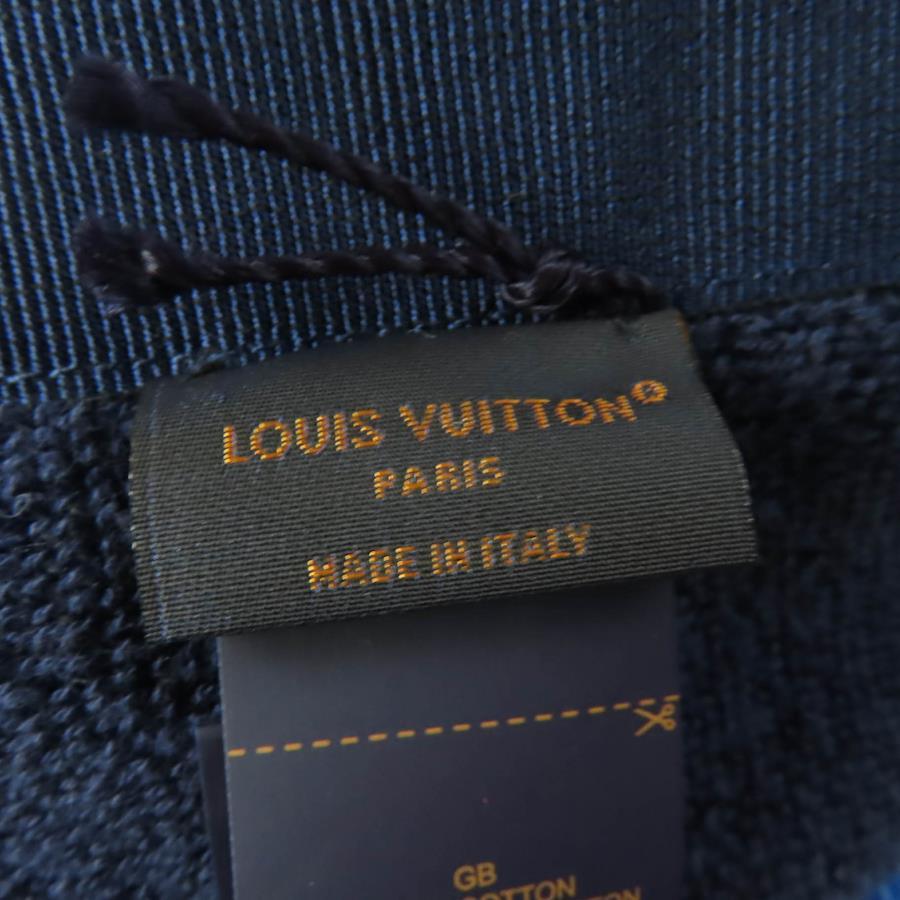 LOUIS VUITTON®
PARIS
MADE IN ITALY
GB
COTTON